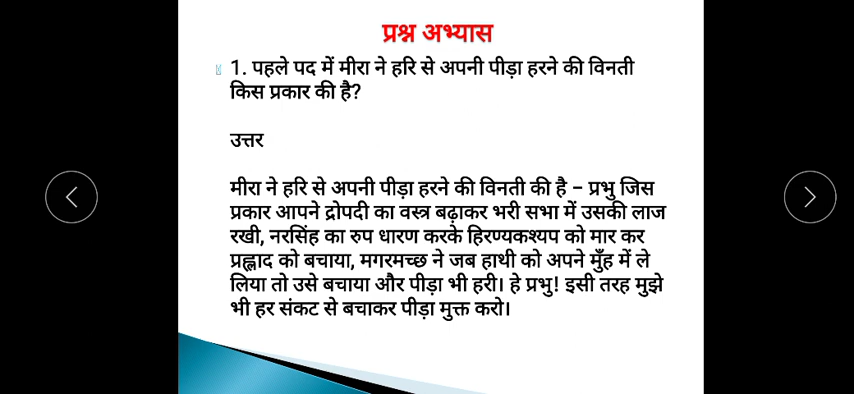 प्रश्न अभ्यास
1. पहले पद में मीरा ने हरि से अपनी पीड़ा हरने की विनती
किस प्रकार की है?
उत्तर
मीरा ने हरि से अपनी पीड़ा हरने की विनती की है – प्रभु जिस
प्रकार आपने द्रोपदी का वस्त्र बढ़ाकर भरी सभा में उसकी लाज
रखी, नरसिंह का रुप धारण करके हिरण्यकश्यप को मार कर
प्रह्लाद को बचाया, मगरमच्छ ने जब हाथी को अपने मुँह में ले
लिया तो उसे बचाया और पीड़ा भी हरी। हे प्रभु! इसी तरह मुझे
भी हर संकट से बचाकर पीड़ा मुक्त करो।